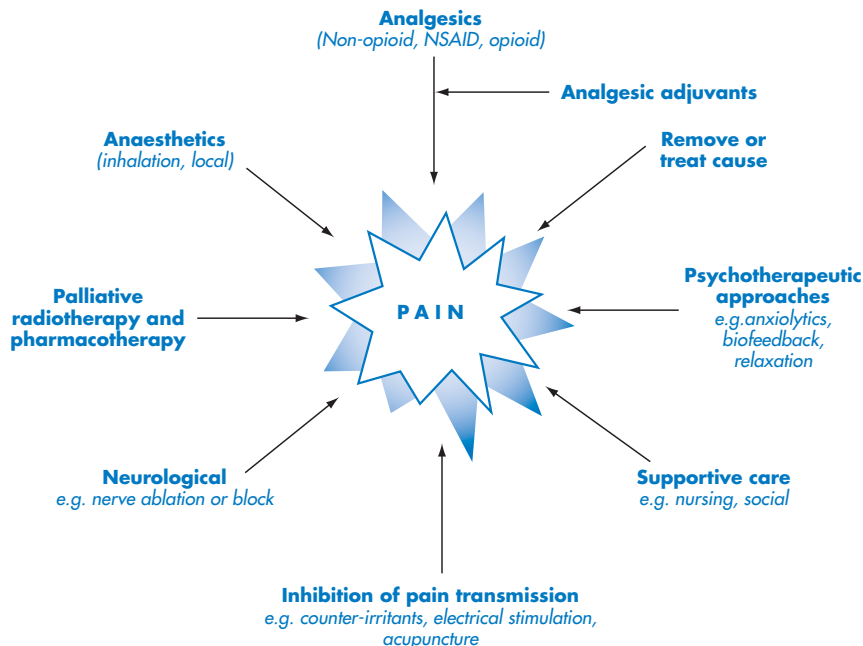 Analgesics
(Non-opioid, NSAID, opioid)
Analgesic adjuvants
Anaesthetics
(inhalation, local)
Remove or
treat cause
Palliative
radiotherapy and
pharmacotherapy
PAIN
Psychotherapeutic
approaches
e.g.anxiolytics,
biofeedback,
relaxation
Neurological
e.g. nerve ablation or block
Supportive care
e.g. nursing, social
Inhibition of pain transmission
e.g. counter-irritants, electrical stimulation,
acupuncture